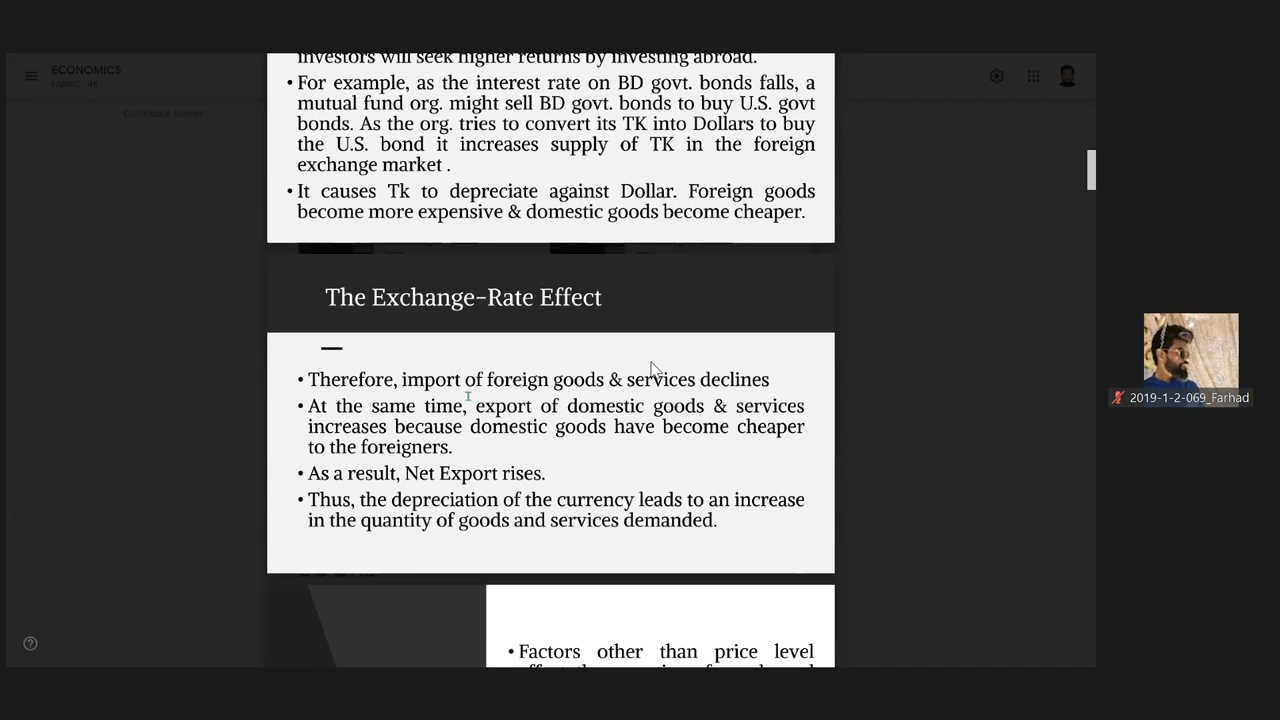 investors will seek higher returns by investing abroad.
ECONOMICS
FABRIC - 45
• For example, as the interest rate on BD govt. bonds falls, a
mutual fund org. might sell BD govt. bonds to buy U.S. govt
bonds. As the org. tries to convert its TK into Dollars to buy
the U.S. bond it increases supply of TK in the foreign
exchange market .
• It causes Tk to depreciate against Dollar. Foreign goods
become more expensive & domestic goods become cheaper.
The Exchange-Rate Effect
• Therefore, import of foreign goods & services declines
• At the same time, export of domestic goods & services
increases because domestic goods have become cheaper
to the foreigners.
• As a result, Net Export rises.
• Thus, the depreciation of the currency leads to an increase
in the quantity of goods and services demanded.
2019-1-2-069_Farhad
• Factors other than price level